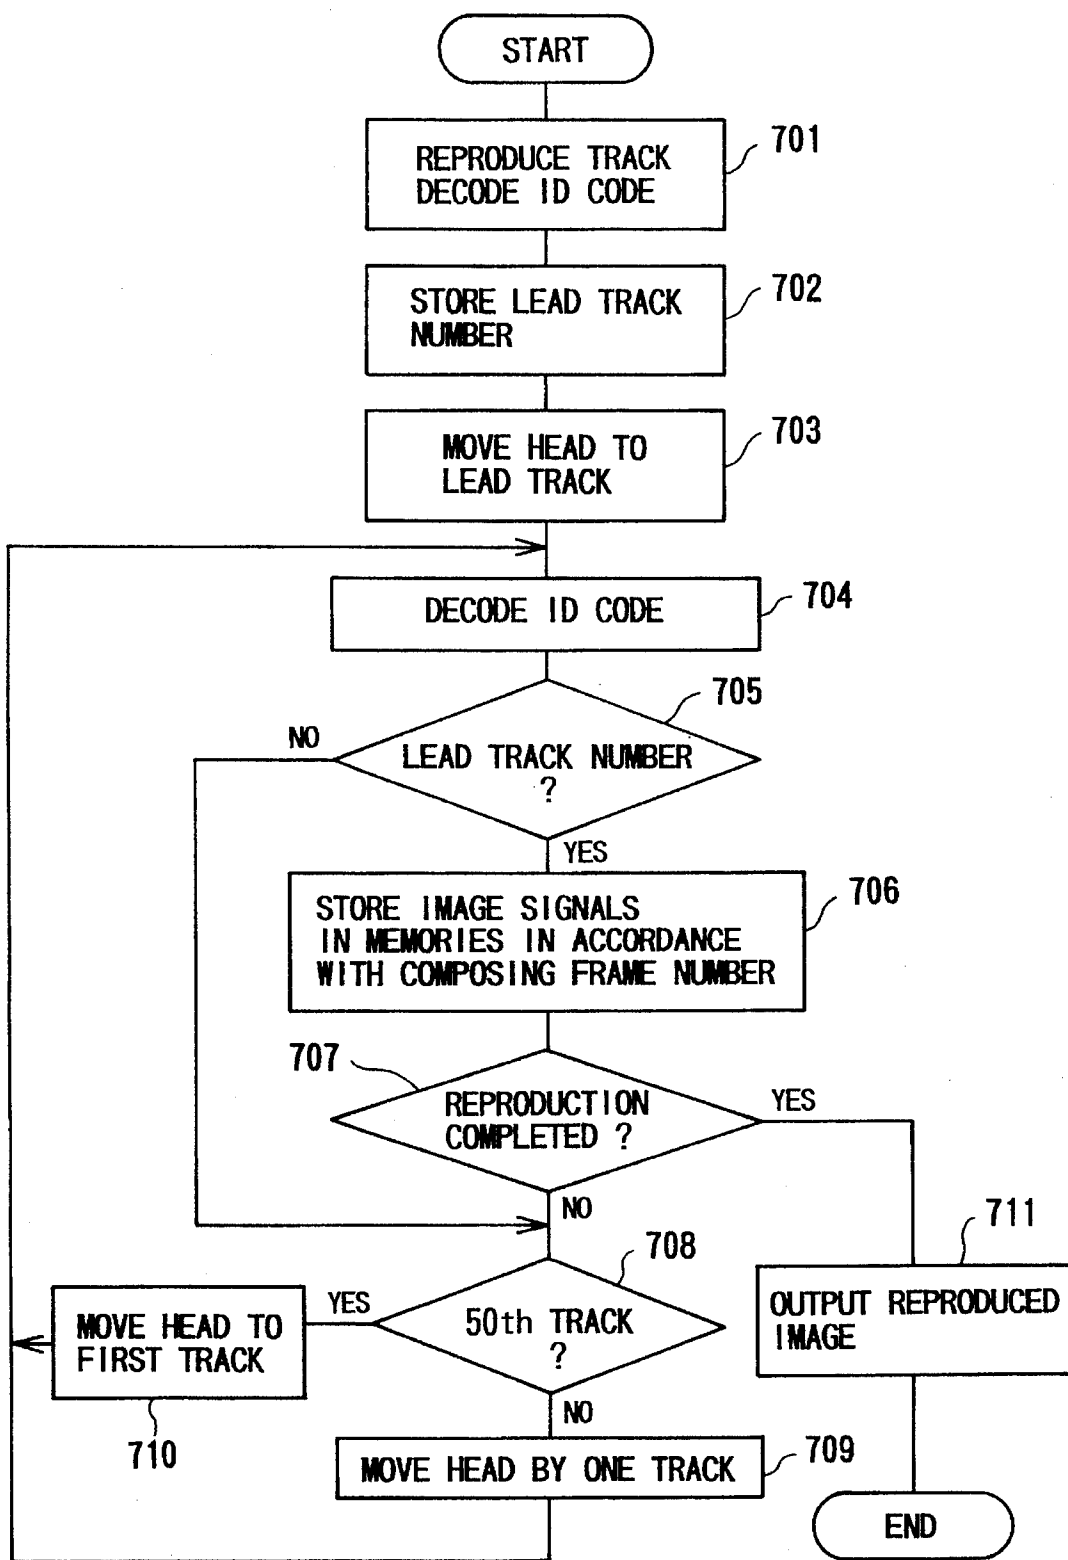 START
701
REPRODUCE TRACK
DECODE ID CODE
702
STORE LEAD TRACK
NUMBER
703
MOVE HEAD TO
LEAD TRACK
704
DECODE ID CODE
705
NO
LEAD TRACK NUMBER
?
YES
706
STORE IMAGE SIGNALS
IN MEMORIES IN ACCORDANCE
WITH COMPOSING FRAME NUMBER
707
REPRODUCTION
COMPLETED ?
YES
NO
711
OUTPUT REPRODUCED
IMAGE
708
50th TRACK
?
YES
MOVE HEAD TO
FIRST TRACK
710
NO
709
MOVE HEAD BY ONE TRACK
END